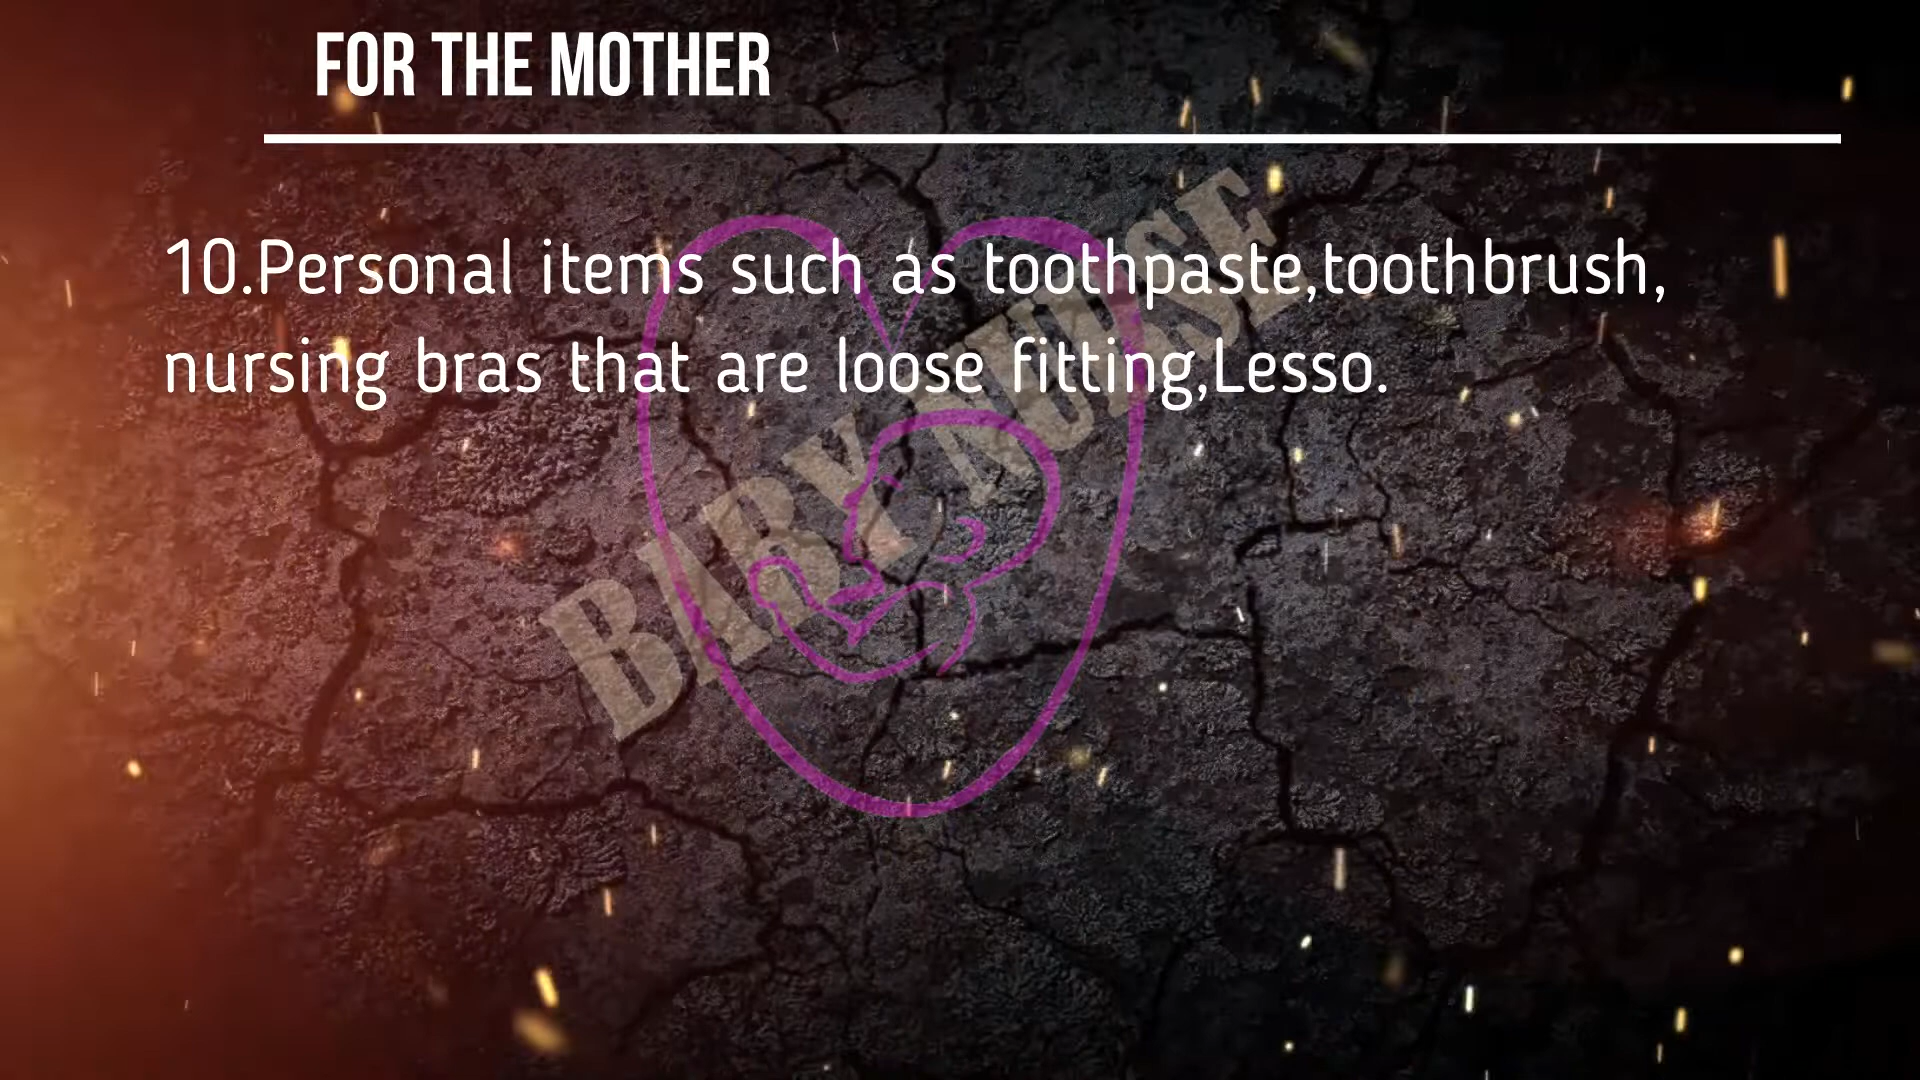 FOR THE MOTHER
10.Personal items such as toothpaste,toothbrush,
nursing bras that are loose fitting,Lesso.
BABY NURSE